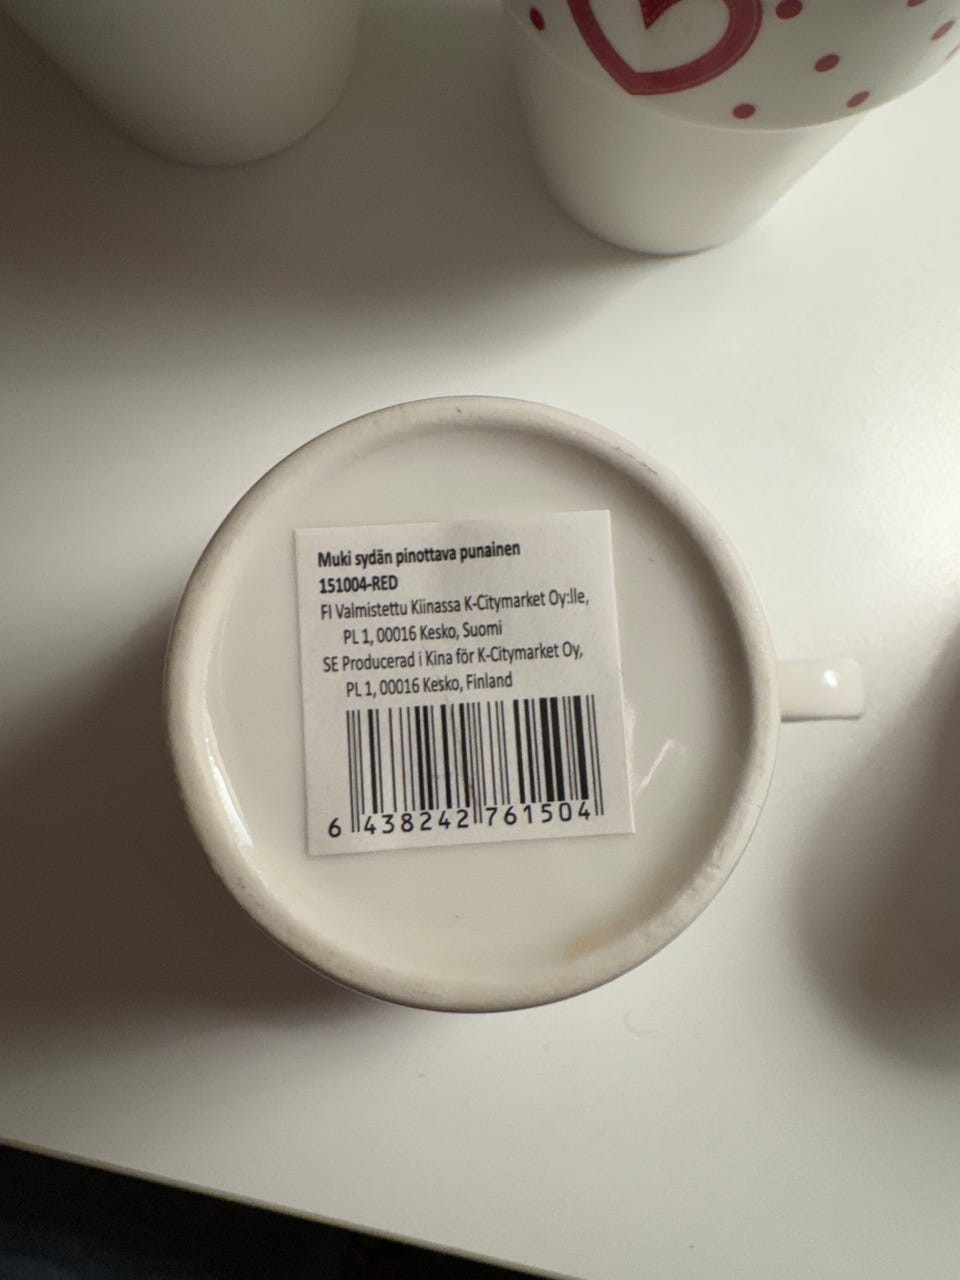 Muki sydän pinottava punainen
151004-RED
FI Valmistettu Kiinassa K-Citymarket Oy:lle,
PL 1, 00016 Kesko, Suomi
SE Producerad i Kina för K-Citymarket Oy,
PL 1, 00016 Kesko, Finland
6 438242 761504